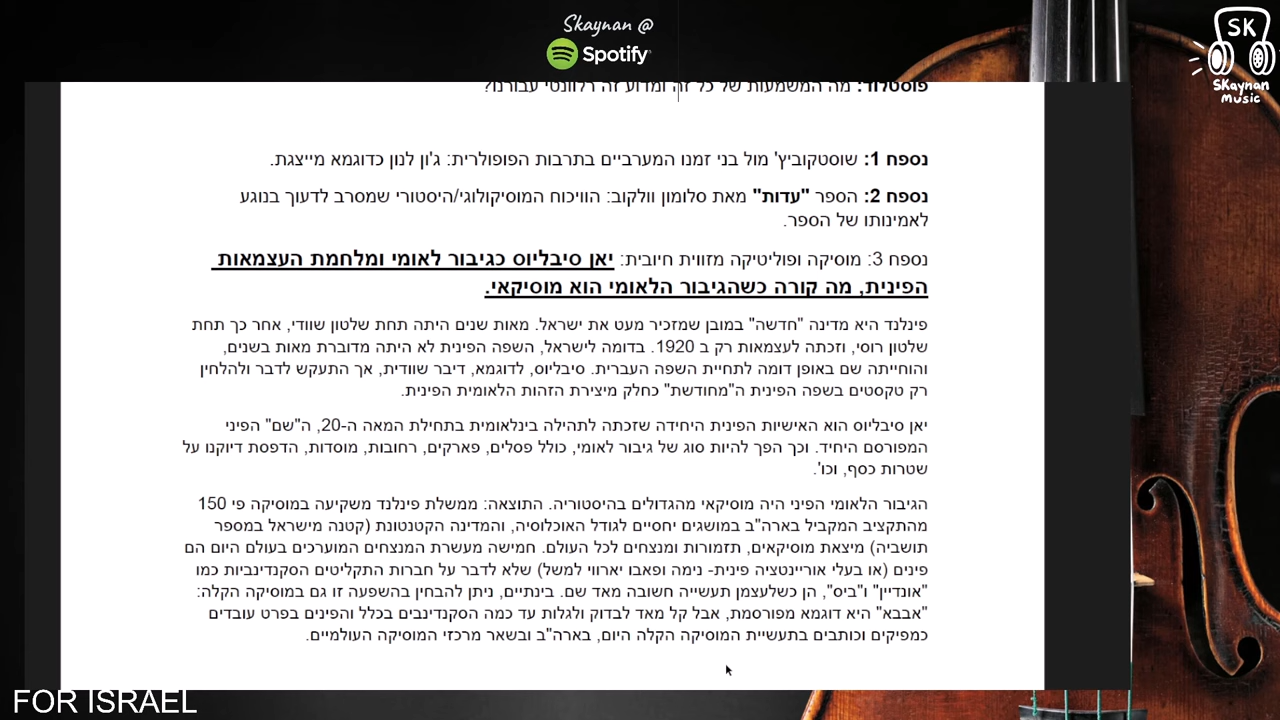 Skaynan @
Spotify
SK
SKaynan
Music
פוסטלוד: מה המשמעות של כל זה ומדוע זה רלוונטי עבורנו?
נספח 1: שוסטקוביץ' מול בני זמנו המערביים בתרבות הפופולרית: ג'ון לנון כדוגמא מייצגת.
נספח 2: הספר "עדות" מאת סלומון וולקוב: הוויכוח המוסיקולוגי/היסטורי שמסרב לדעוך בנוגע
לאמינותו של הספר.
נספח 3: מוסיקה ופוליטיקה מזווית חיובית: יאן סיבליוס כגיבור לאומי ומלחמת העצמאות
הפינית, מה קורה כשהגיבור הלאומי הוא מוסיקאי.
פינלנד היא מדינה "חדשה" במובן שמזכיר מעט את ישראל. מאות שנים היתה תחת שלטון שוודי, אחר כך תחת
שלטון רוסי, וזכתה לעצמאות רק ב 1920. בדומה לישראל, השפה הפינית לא היתה מדוברת מאות בשנים,
והוחייתה שם באופן דומה לתחיית השפה העברית. סיבליוס, לדוגמא, דיבר שוודית, אך התעקש לדבר ולהלחין
רק טקסטים בשפה הפינית ה"מחודשת" כחלק מיצירת הזהות הלאומית הפינית.
יאן סיבליוס הוא האישיות הפינית היחידה שזכתה לתהילה בינלאומית בתחילת המאה ה-20, ה"שם" הפיני
המפורסם היחיד. וכך הפך להיות סוג של גיבור לאומי, כולל פסלים, פארקים, רחובות, מוסדות, הדפסת דיוקנו על
שטרות כסף, וכו'.
הגיבור הלאומי הפיני היה מוסיקאי מהגדולים בהיסטוריה. התוצאה: ממשלת פינלנד משקיעה במוסיקה פי 150
מהתקציב המקביל בארה"ב במושגים יחסיים לגודל האוכלוסיה, והמדינה הקטנטונת (קטנה מישראל במספר
תושביה) מיצאת מוסיקאים, תזמורות ומנצחים לכל העולם. חמישה מעשרת המנצחים המוערכים בעולם היום הם
פינים (או בעלי אוריינטציה פינית- נימה ופאבו יארווי למשל) שלא לדבר על חברות התקליטים הסקנדינביות כמו
"אונדיין" ו"ביס", הן כשלעצמן תעשייה חשובה מאד שם. בינתיים, ניתן להבחין בהשפעה זו גם במוסיקה הקלה:
"אבבא" היא דוגמא מפורסמת, אבל קל מאד לבדוק ולגלות עד כמה הסקנדינבים בכלל והפינים בפרט עובדים
כמפיקים וכותבים בתעשיית המוסיקה הקלה היום, בארה"ב ובשאר מרכזי המוסיקה העולמיים.
FOR ISRAEL